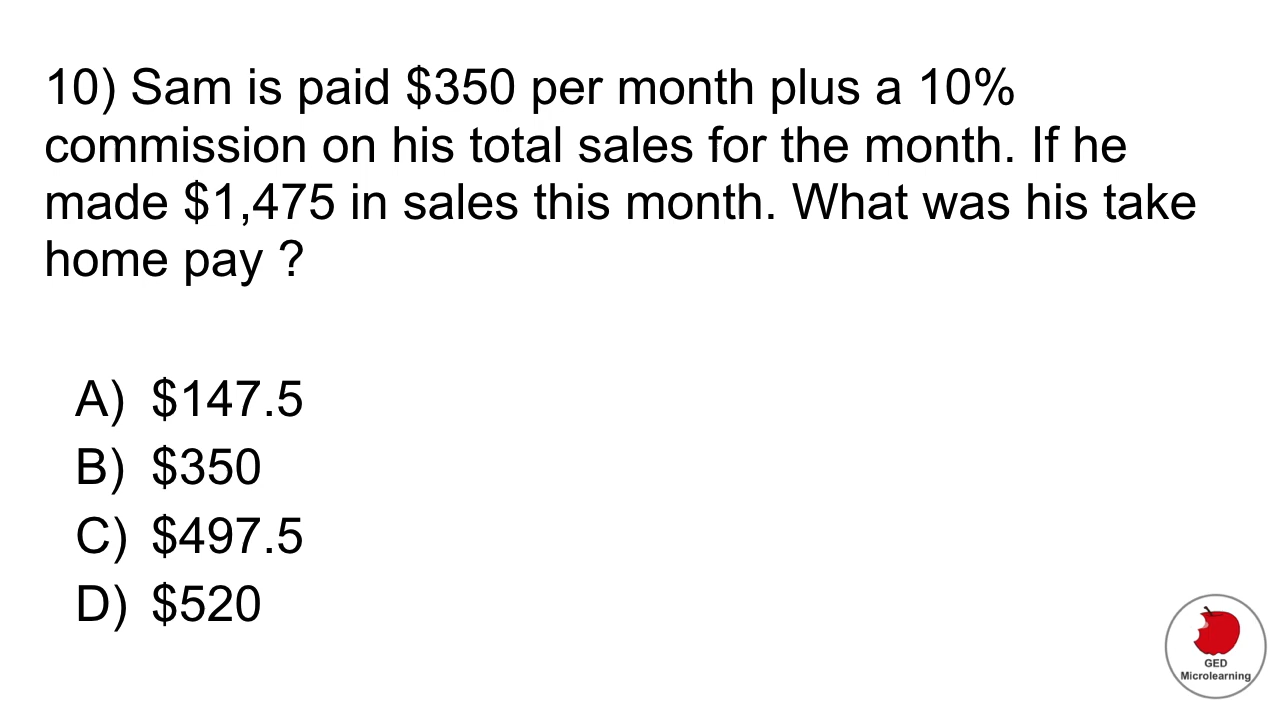 10) Sam is paid $350 per month plus a 10%
commission on his total sales for the month. If he
made $1,475 in sales this month. What was his take
home pay ?
A) $147.5
B) $350
C) $497.5
D) $520
GED
Microlearning